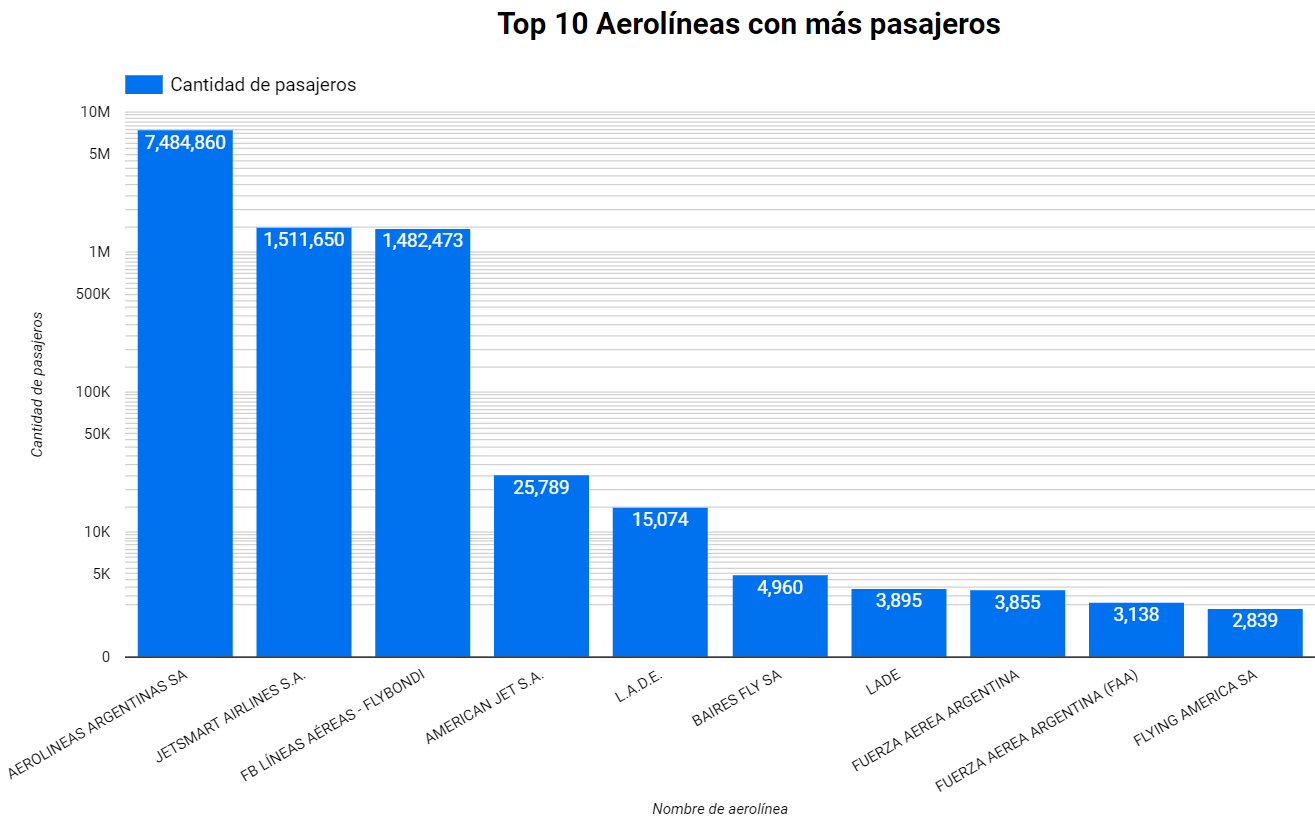 Top 10 Aerolíneas con más pasajeros
Cantidad de pasajeros
10M
5M
1M
500K
100K
50K
10K
5K
0
Cantidad de pasajeros
7,484,860
1,511,650
1,482,473
25,789
15,074
4,960
3,895
3,855
3,138
2,839
AEROLINEAS ARGENTINAS SA
JETSMART AIRLINES S.A.
FB LÍNEAS AÉREAS - FLYBONDI
AMERICAN JET S.A.
L.A.D.E.
BAIRES FLY SA
LADE
FUERZA AEREA ARGENTINA
FUERZA AEREA ARGENTINA (FAA)
FLYING AMERICA SA
Nombre de aerolínea